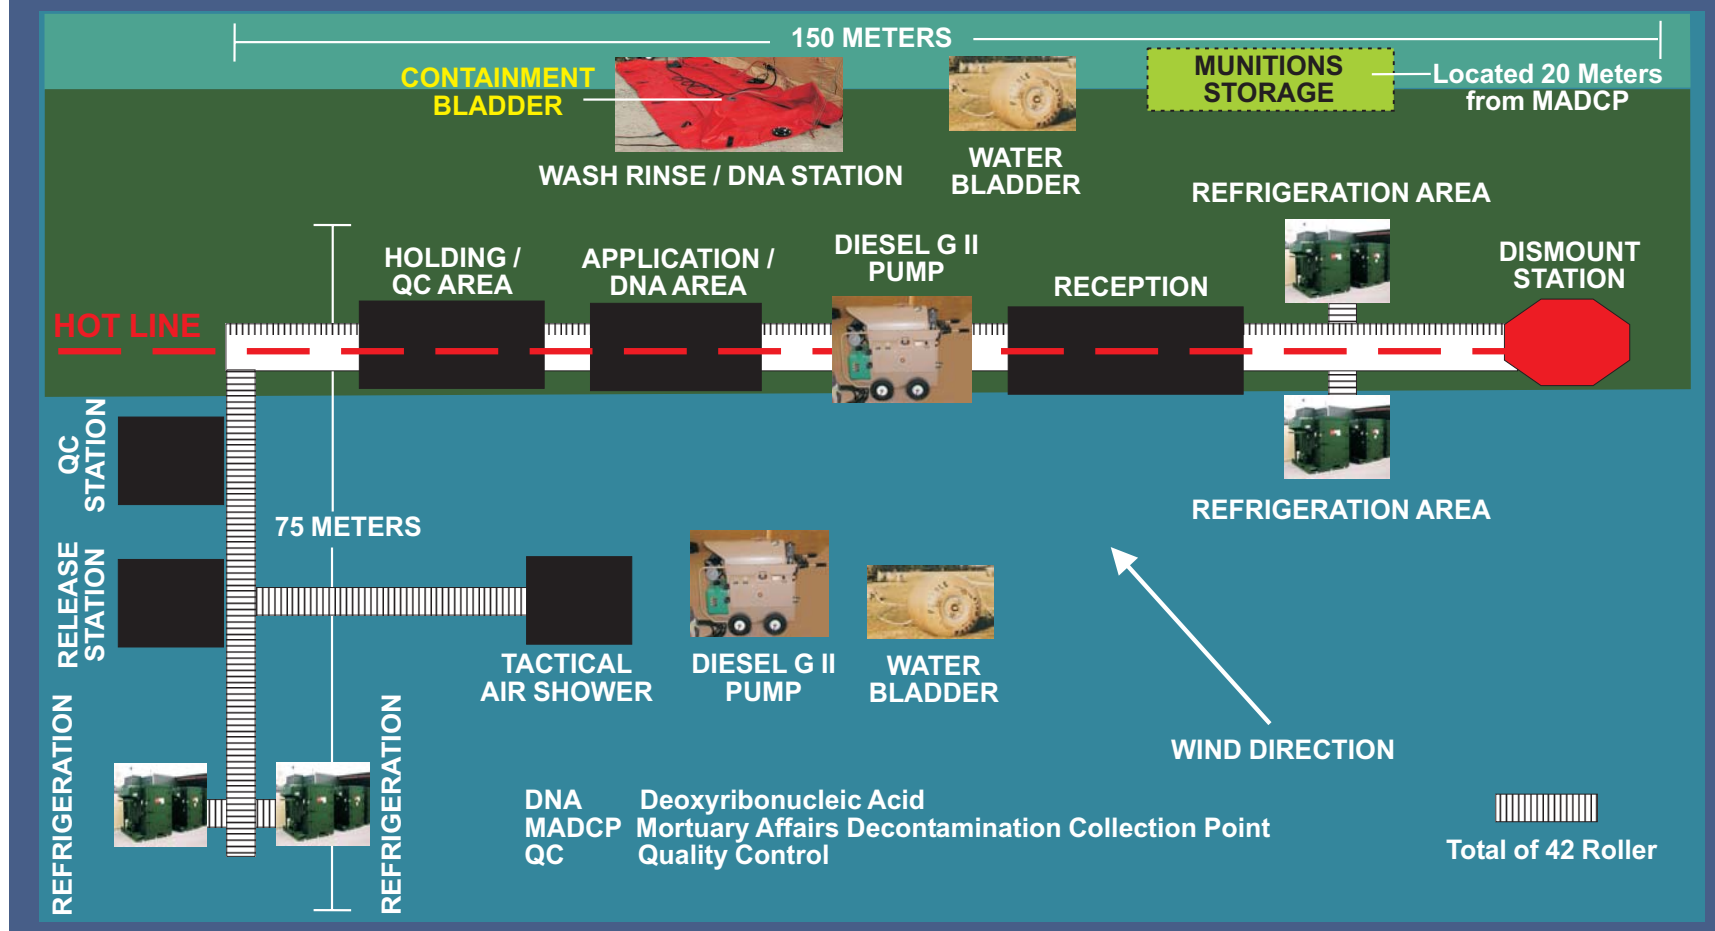 150 METERS
CONTAINMENT
BLADDER
MUNITIONS
STORAGE
Located 20 Meters
from MADCP
WASH RINSE / DNA STATION
WATER
BLADDER
REFRIGERATION AREA
HOLDING /
QC AREA
APPLICATION /
DNA AREA
DIESEL G II
PUMP
RECEPTION
DISMOUNT
STATION
HOT LINE
QC
STATION
REFRIGERATION AREA
75 METERS
RELEASE
STATION
TACTICAL
AIR SHOWER
DIESEL G II
PUMP
WATER
BLADDER
WIND DIRECTION
REFRIGERATION
REFRIGERATION
DNA Deoxyribonucleic Acid
MADCP Mortuary Affairs Decontamination Collection Point
QC Quality Control
Total of 42 Roller